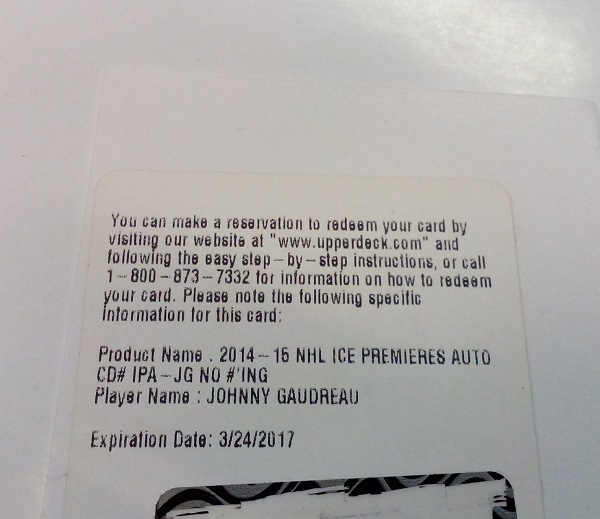 You can make a reservation to redeem your card by
visiting our website at "www.upperdeck.com" and
following the easy step-by-step instructions, or call
1-800-873-7332 for information on how to redeem
your card. Please note the following specific
information for this card:
Product Name . 2014-15 NHL ICE PREMIERES AUTO
CD# IPA-JG NO #'ING
Player Name : JOHNNY GAUDREAU
Expiration Date: 3/24/2017